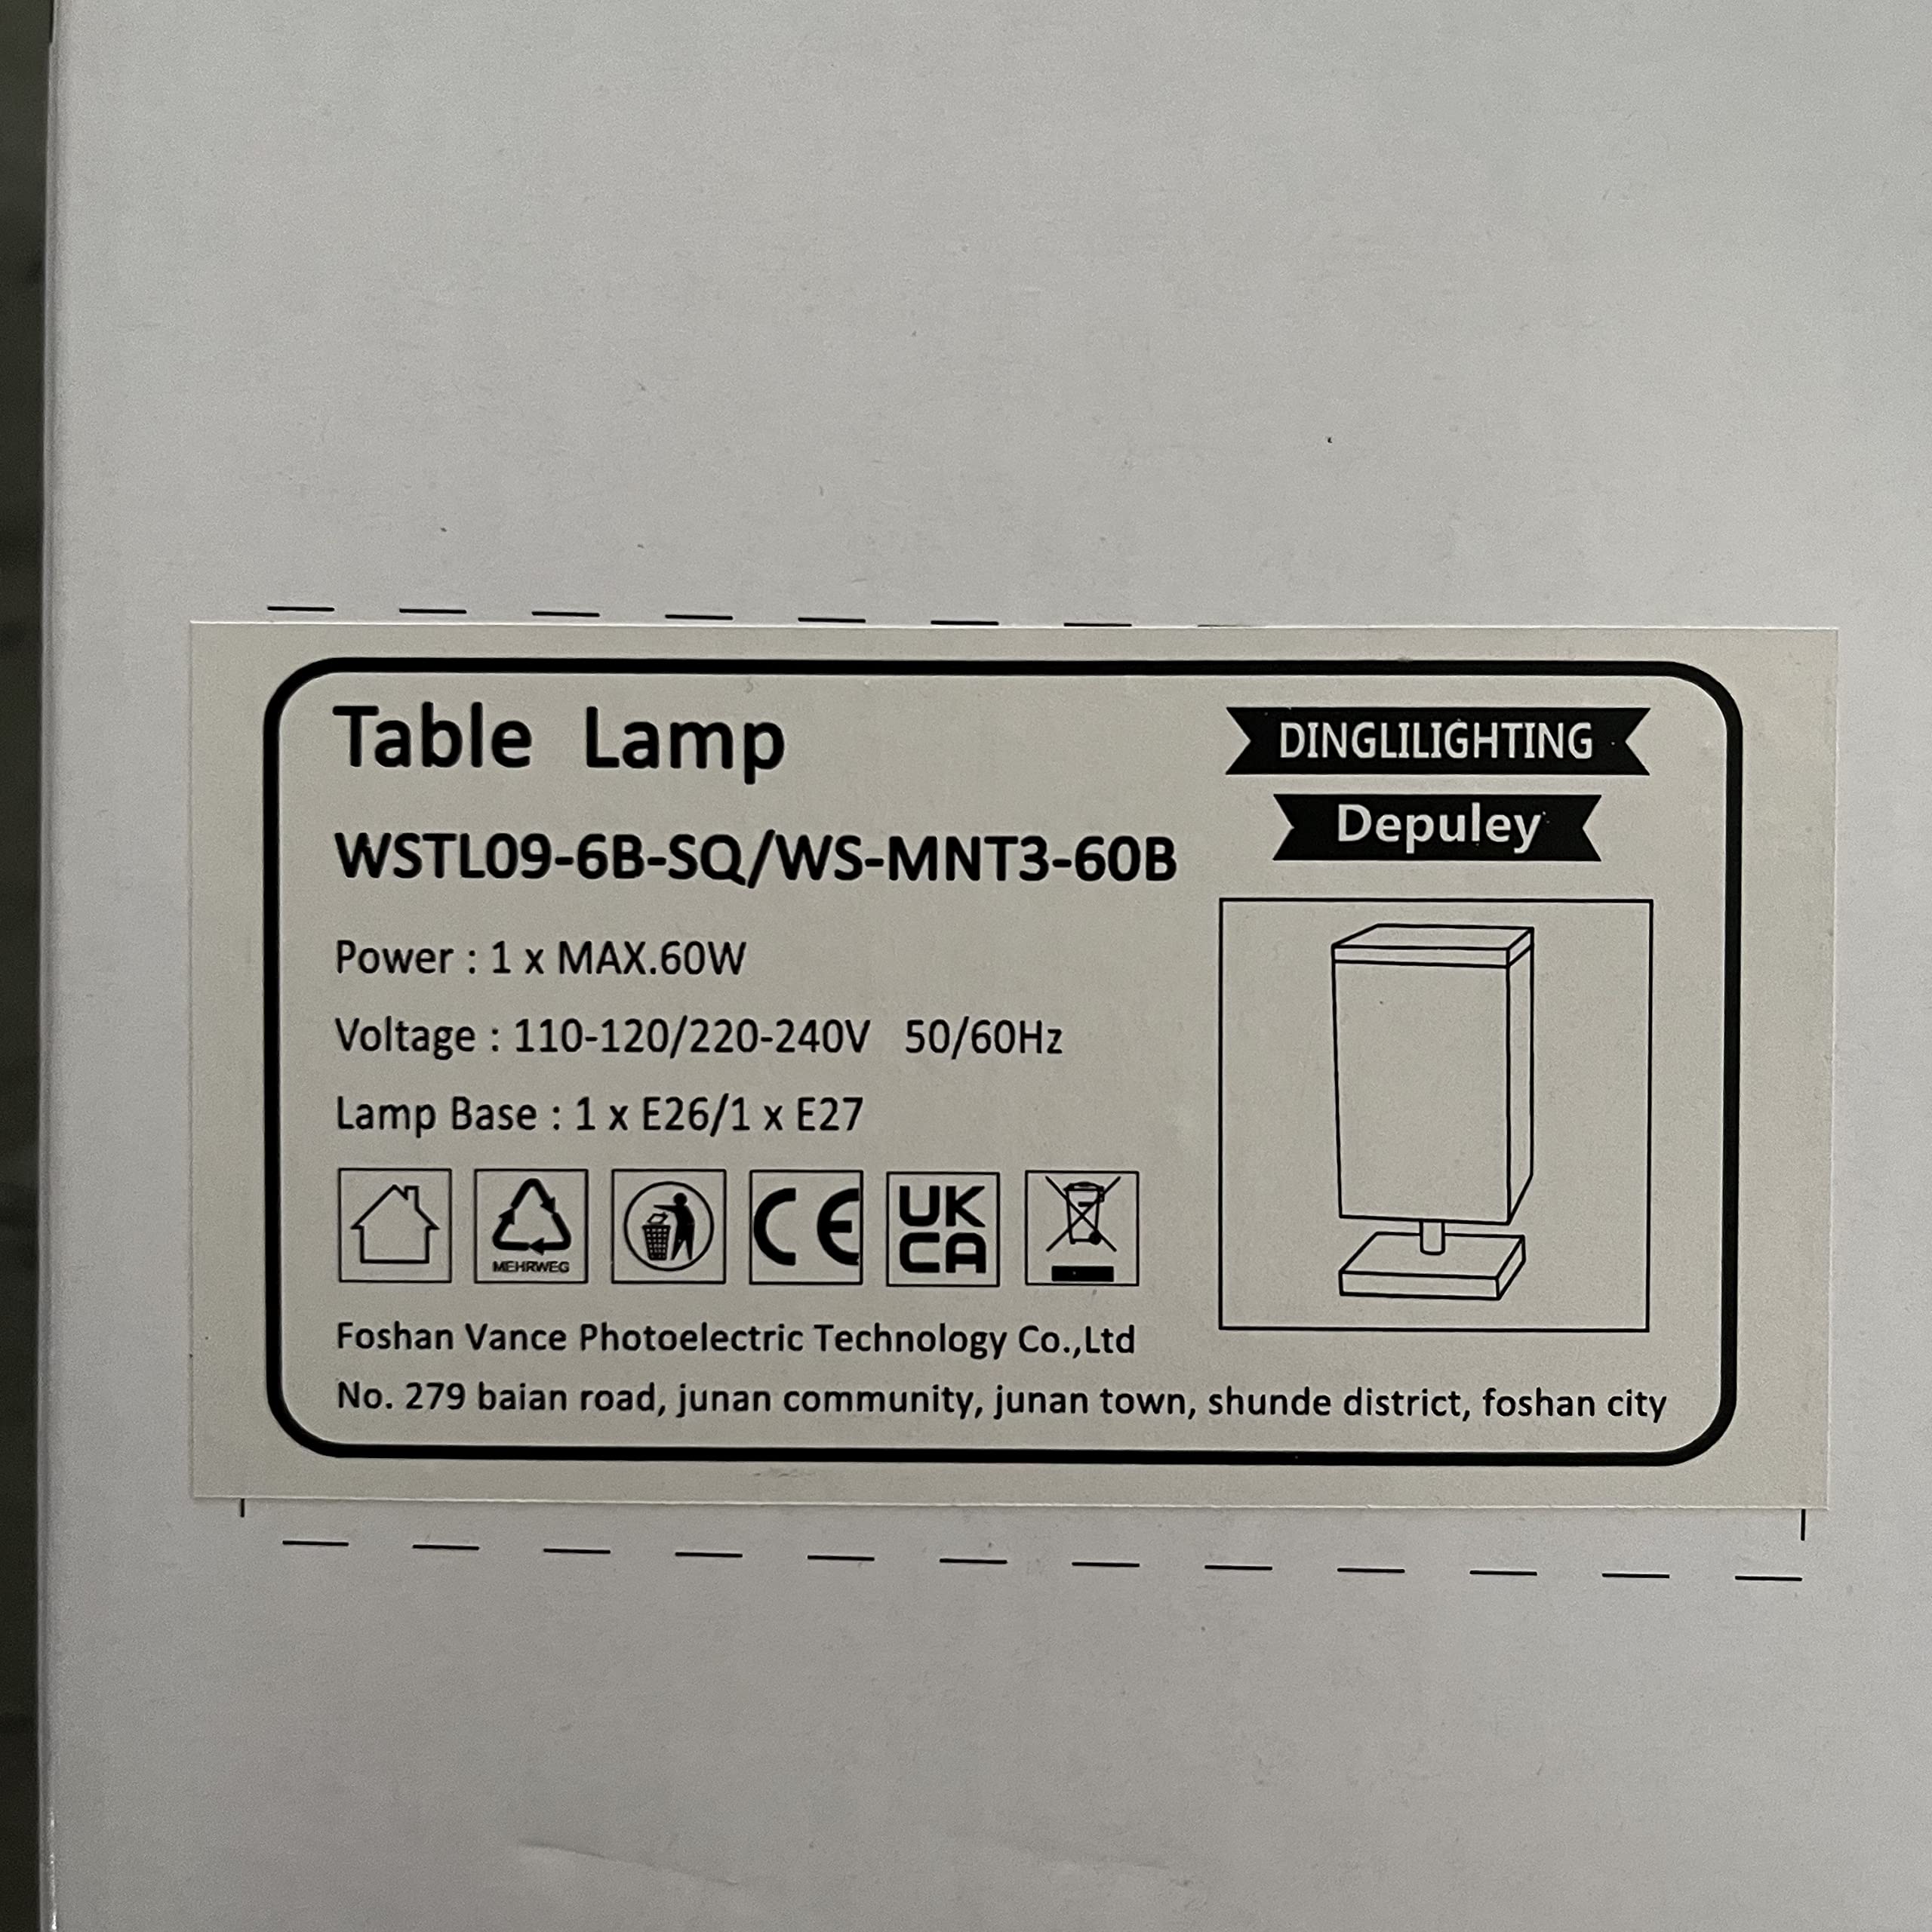 Table Lamp
DINGLILIGHTING
Depuley
WSTL09-6B-SQ/WS-MNT3-60B
Power : 1 x MAX.60W
Voltage : 110-120/220-240V 50/60Hz
Lamp Base : 1 x E26/1 x E27
MEHRWEG
CE
UK
CA
Foshan Vance Photoelectric Technology Co.,Ltd
No. 279 baian road, junan community, junan town, shunde district, foshan city